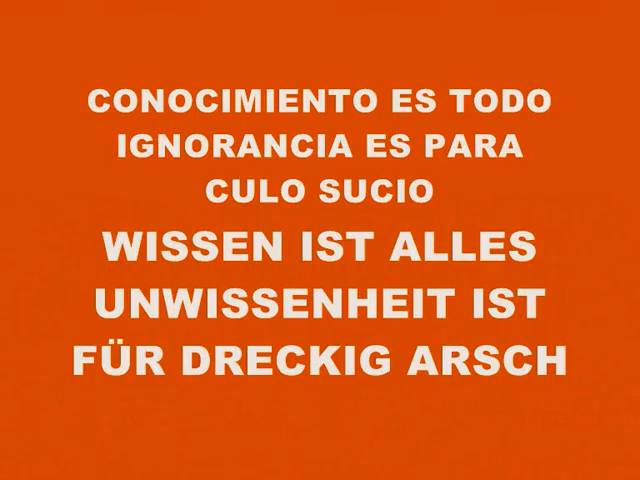 CONOCIMIENTO ES TODO
IGNORANCIA ES PARA
CULO SUCIO
WISSEN IST ALLES
UNWISSENHEIT IST
FÜR DRECKIG ARSCH